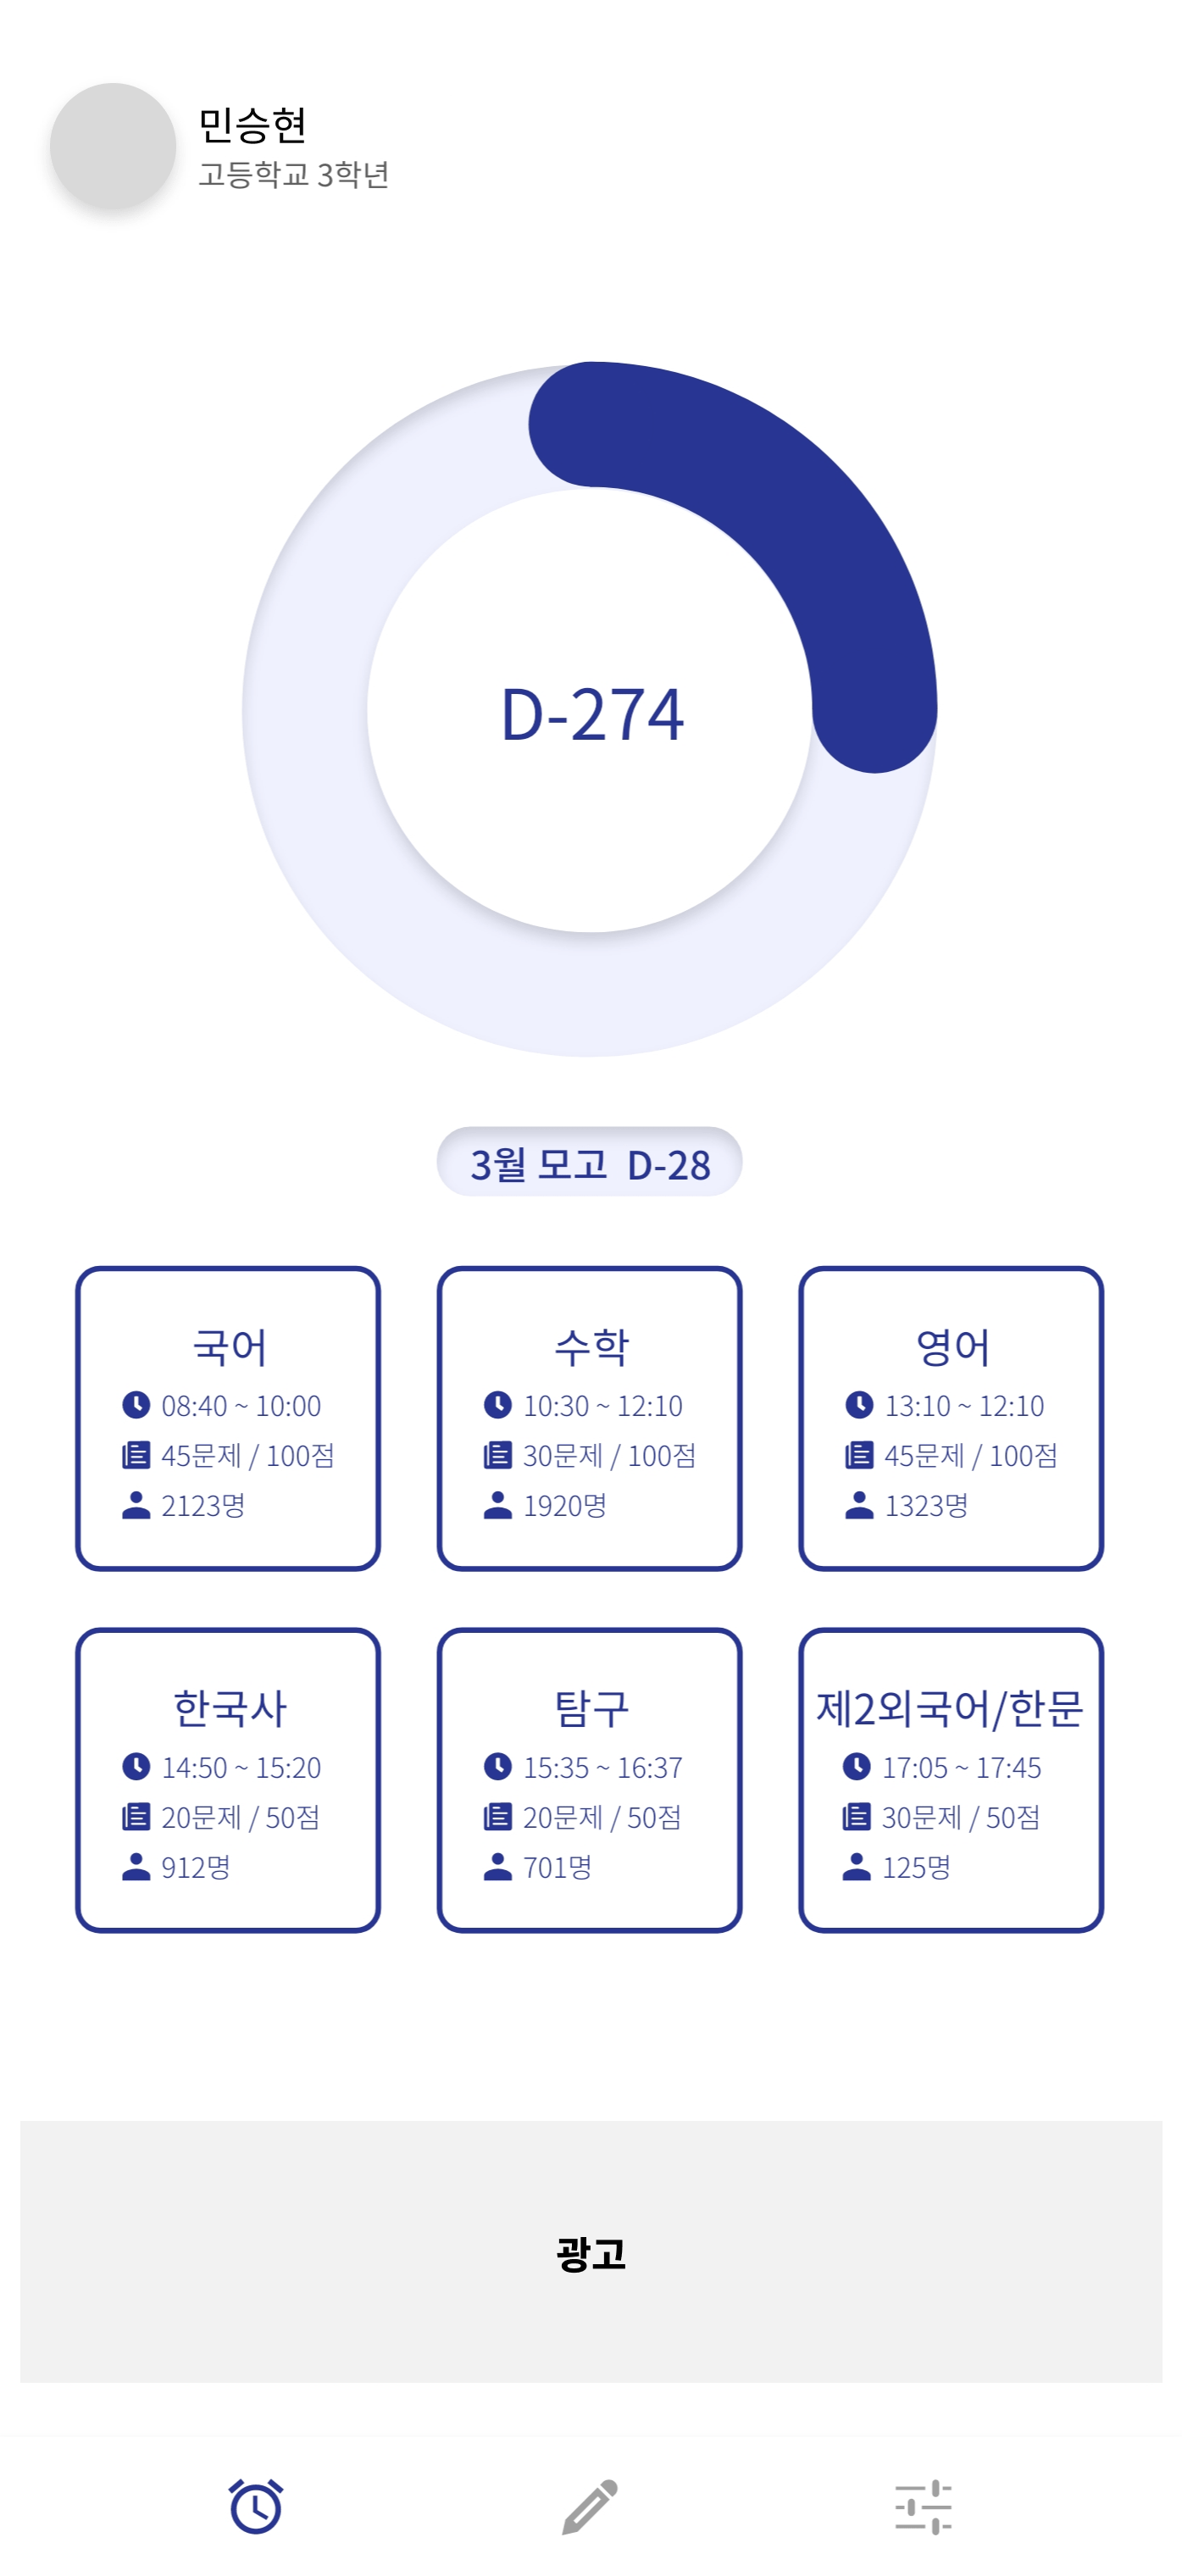 민승현
고등학교 3학년
D-274
3월 모고 D-28
국어
08:40 ~ 10:00
45문제 / 100점
2123명
수학
10:30 ~ 12:10
30문제 / 100점
1920명
영어
13:10 ~ 12:10
45문제 / 100점
1323명
한국사
14:50 ~ 15:20
20문제 / 50점
912명
탐구
15:35 ~ 16:37
20문제 / 50점
701명
제2외국어/한문
17:05 ~ 17:45
30문제 / 50점
125명
광고